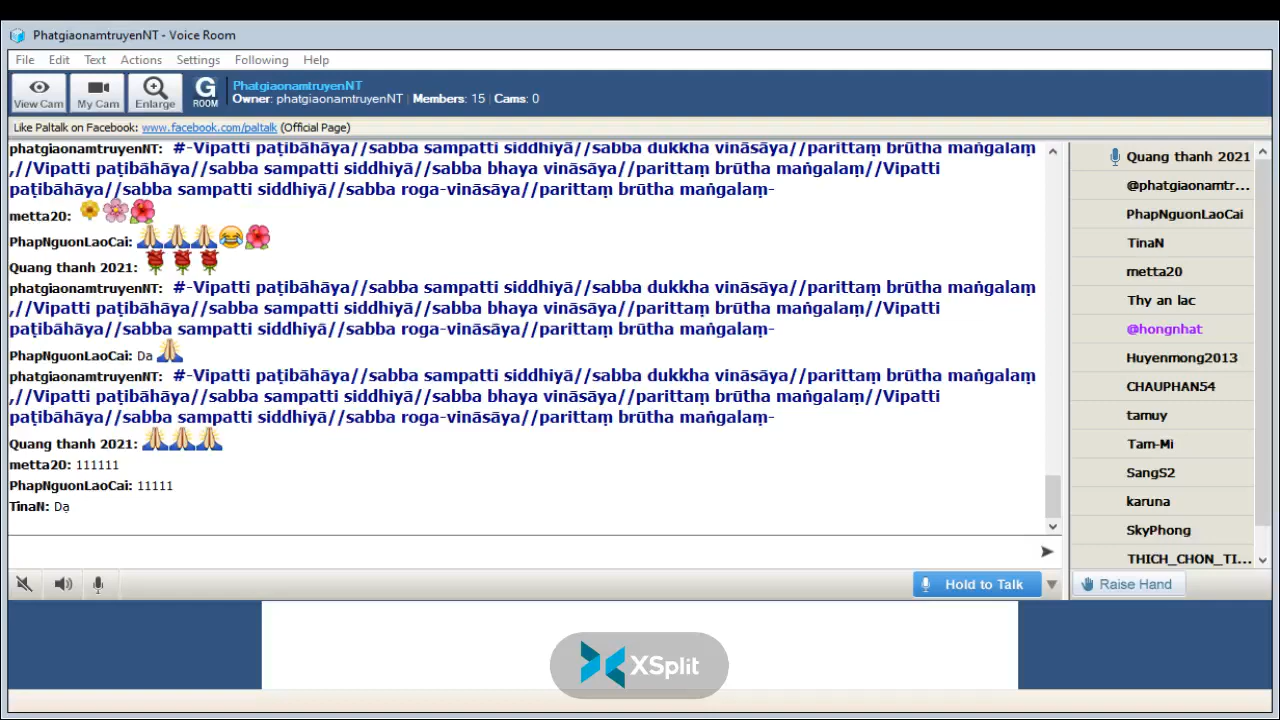 PhatgiaonamtruyenNT - Voice Room
File Edit Text Actions Settings Following Help
View Cam My Cam Enlarge G ROOM
PhatgiaonamtruyenNT
Owner: phatgiaonamtruyenNT | Members: 15 | Cams: 0
Like Paltalk on Facebook: www.facebook.com/paltalk (Official Page)
phatgiaonamtruyenNT: #-Vipatti paṭibāhāya//sabba sampatti siddhiyā//sabba dukkha vināsāya//parittaṃ brūtha maṅgalaṃ
,//Vipatti paṭibāhāya//sabba sampatti siddhiyā//sabba bhaya vināsāya//parittaṃ brūtha maṅgalaṃ//Vipatti
paṭibāhāya//sabba sampatti siddhiyā//sabba roga-vināsāya//parittaṃ brūtha maṅgalaṃ-
metta20:
PhapNguonLaoCai:
Quang thanh 2021:
phatgiaonamtruyenNT: #-Vipatti paṭibāhāya//sabba sampatti siddhiyā//sabba dukkha vināsāya//parittaṃ brūtha maṅgalaṃ
,//Vipatti paṭibāhāya//sabba sampatti siddhiyā//sabba bhaya vināsāya//parittaṃ brūtha maṅgalaṃ//Vipatti
paṭibāhāya//sabba sampatti siddhiyā//sabba roga-vināsāya//parittaṃ brūtha maṅgalaṃ-
PhapNguonLaoCai: Da
phatgiaonamtruyenNT: #-Vipatti paṭibāhāya//sabba sampatti siddhiyā//sabba dukkha vināsāya//parittaṃ brūtha maṅgalaṃ
,//Vipatti paṭibāhāya//sabba sampatti siddhiyā//sabba bhaya vināsāya//parittaṃ brūtha maṅgalaṃ//Vipatti
paṭibāhāya//sabba sampatti siddhiyā//sabba roga-vināsāya//parittaṃ brūtha maṅgalaṃ-
Quang thanh 2021:
metta20: 111111
PhapNguonLaoCai: 11111
TinaN: Dạ
Quang thanh 2021
@phatgiaonamtr...
PhapNguonLaoCai
TinaN
metta20
Thy an lac
@hongnhat
Huyenmong2013
CHAUPHAN54
tamuy
Tam-Mi
SangS2
karuna
SkyPhong
THICH_CHON_TI...
Hold to Talk
Raise Hand
XSplit